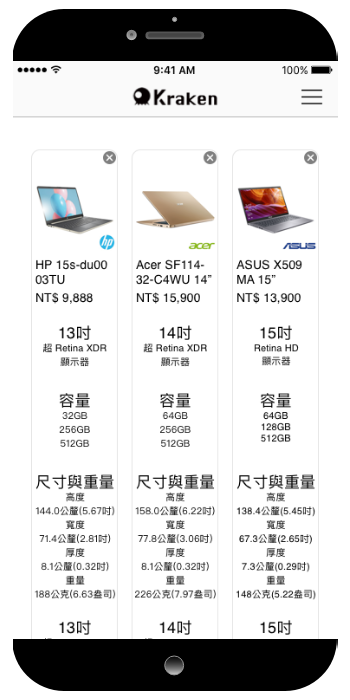 9:41 AM
100%
Kraken
hp
HP 15s-du00
03TU
NT$ 9,888
13吋
超 Retina XDR
顯示器
容量
32GB
256GB
512GB
尺寸與重量
高度
144.0公釐(5.67吋)
寬度
71.4公釐(2.81吋)
厚度
8.1公釐(0.32吋)
重量
188公克(6.63盎司)
13吋
acer
Acer SF114-
32-C4WU 14”
NT$ 15,900
14吋
超 Retina XDR
顯示器
容量
64GB
256GB
512GB
尺寸與重量
高度
158.0公釐(6.22吋)
寬度
77.8公釐(3.06吋)
厚度
8.1公釐(0.32吋)
重量
226公克(7.97盎司)
14吋
ASUS
ASUS X509
MA 15”
NT$ 13,900
15吋
Retina HD
顯示器
容量
64GB
128GB
512GB
尺寸與重量
高度
138.4公釐(5.45吋)
寬度
67.3公釐(2.65吋)
厚度
7.3公釐(0.29吋)
重量
148公克(5.22盎司)
15吋